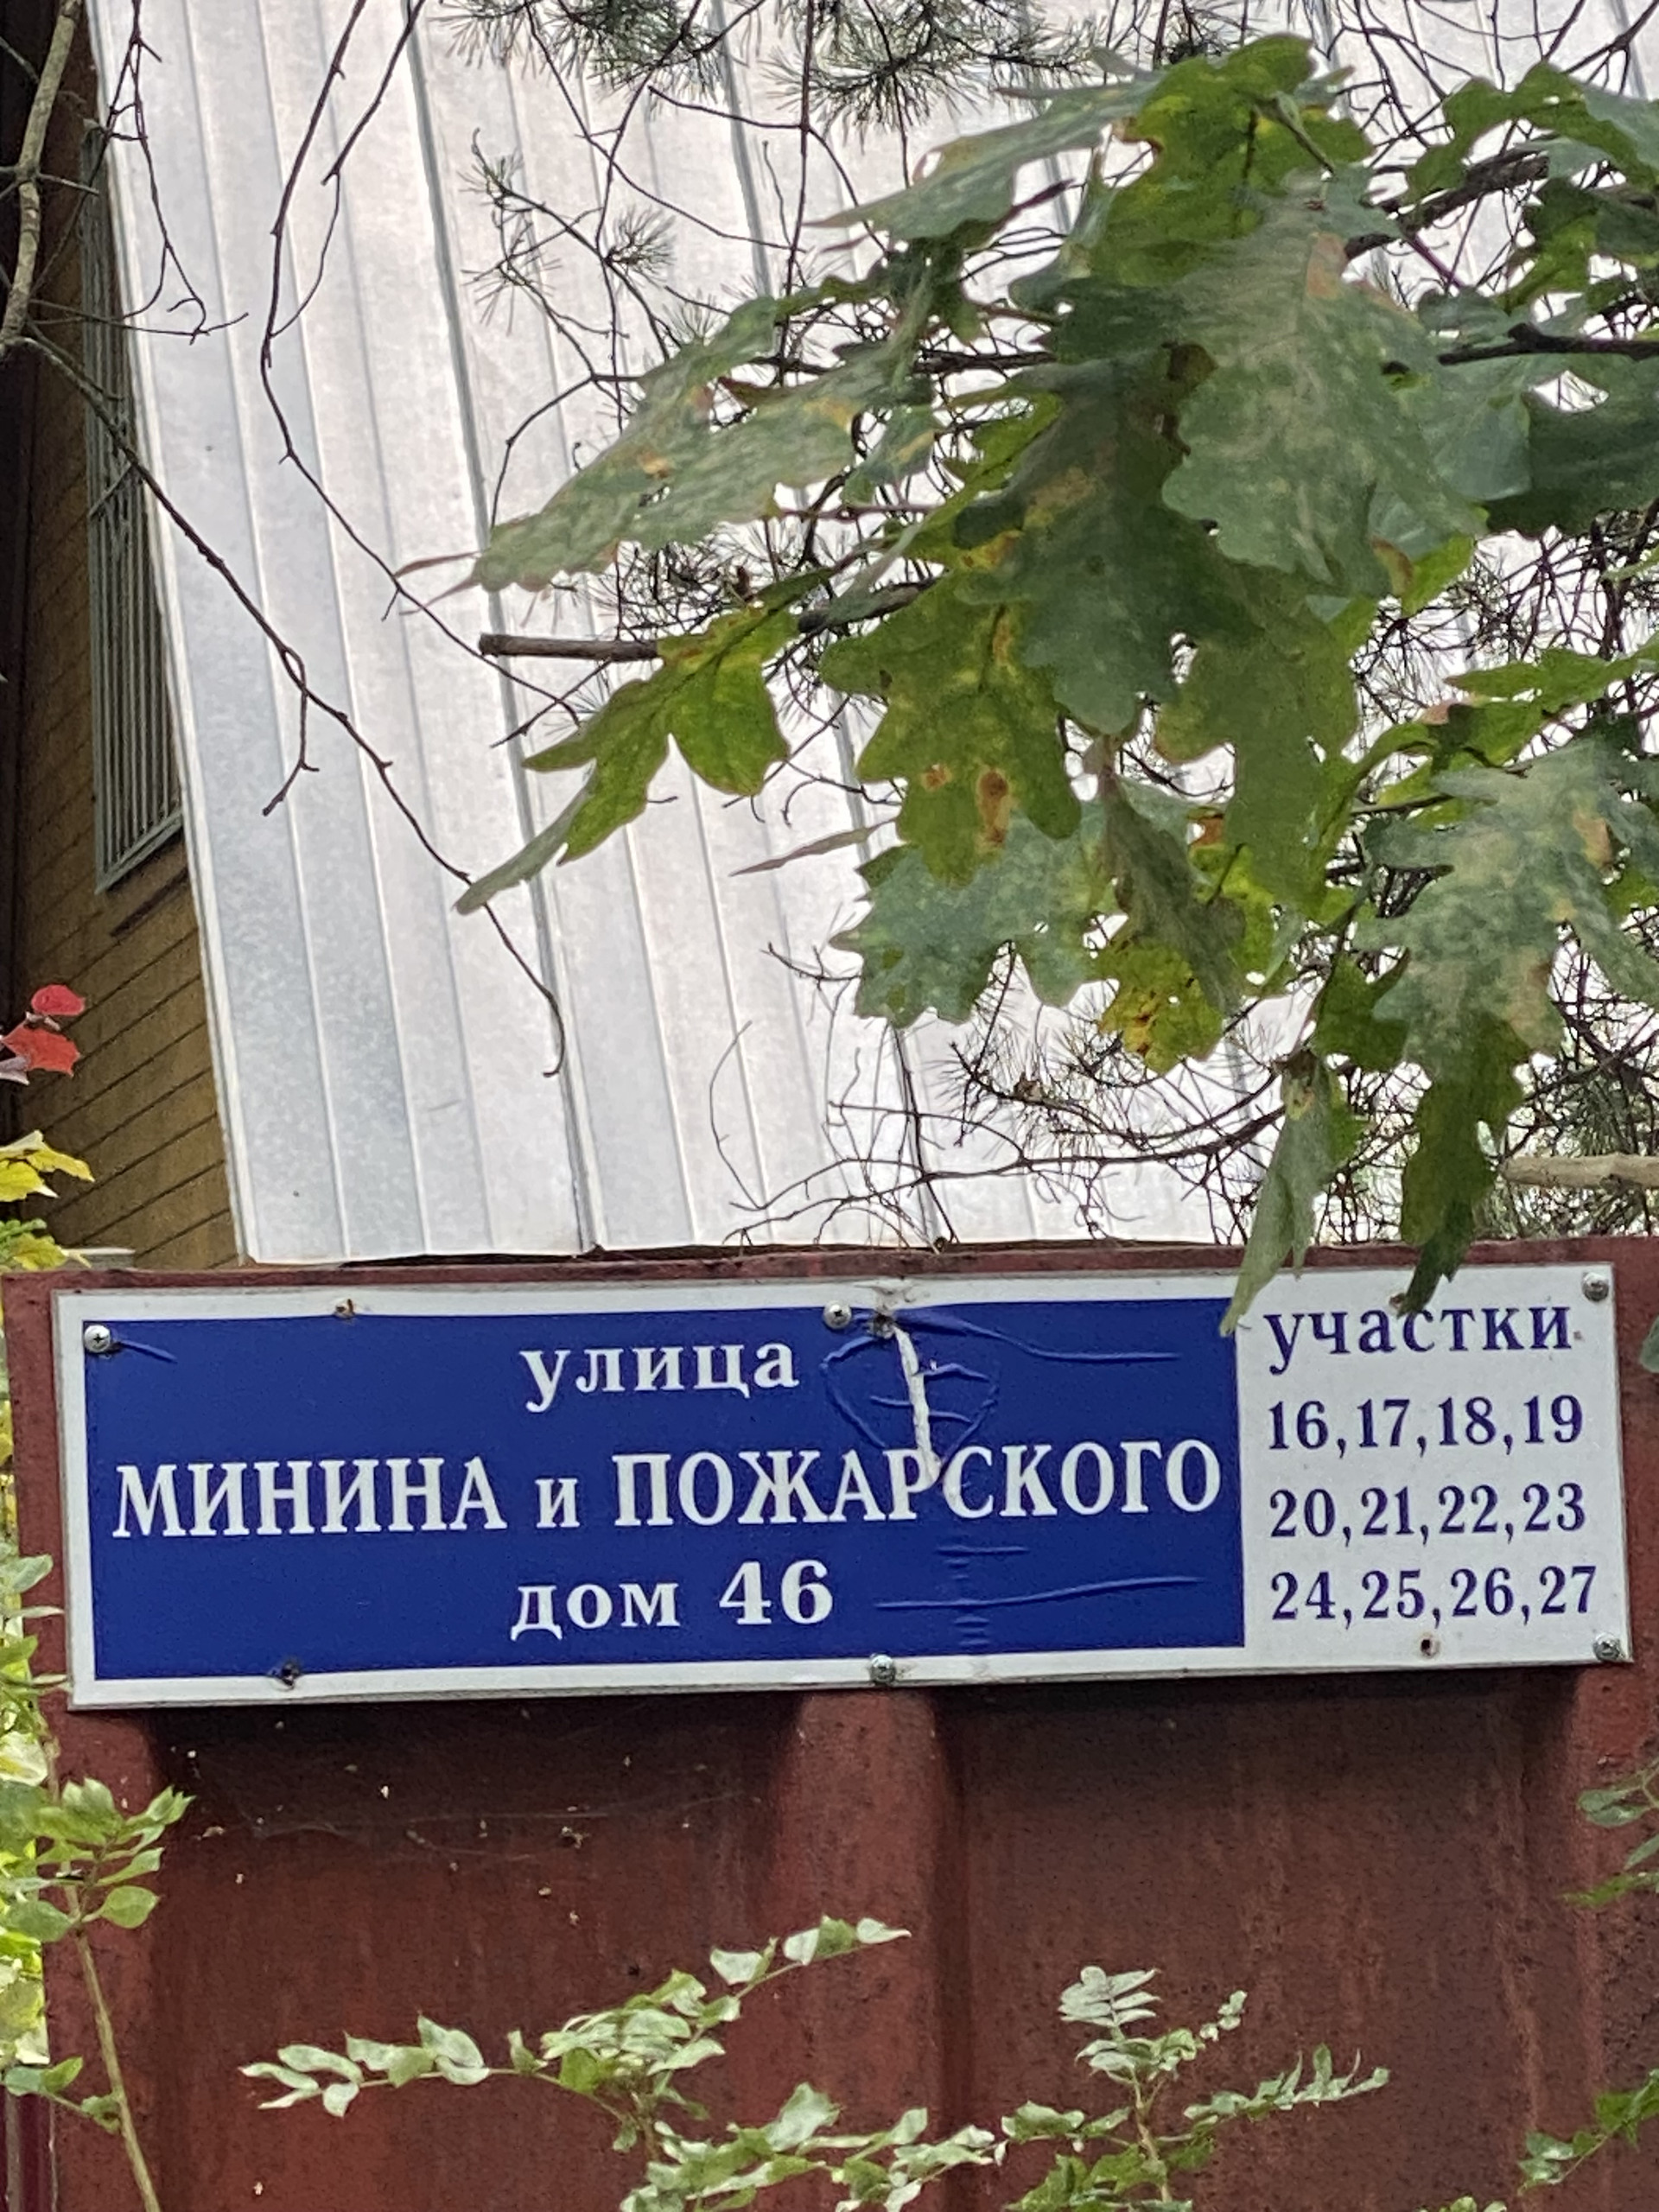 улица
МИНИНА и ПОЖАРСКОГО
дом 46
участки
16,17,18,19
20,21,22,23
24,25,26,27